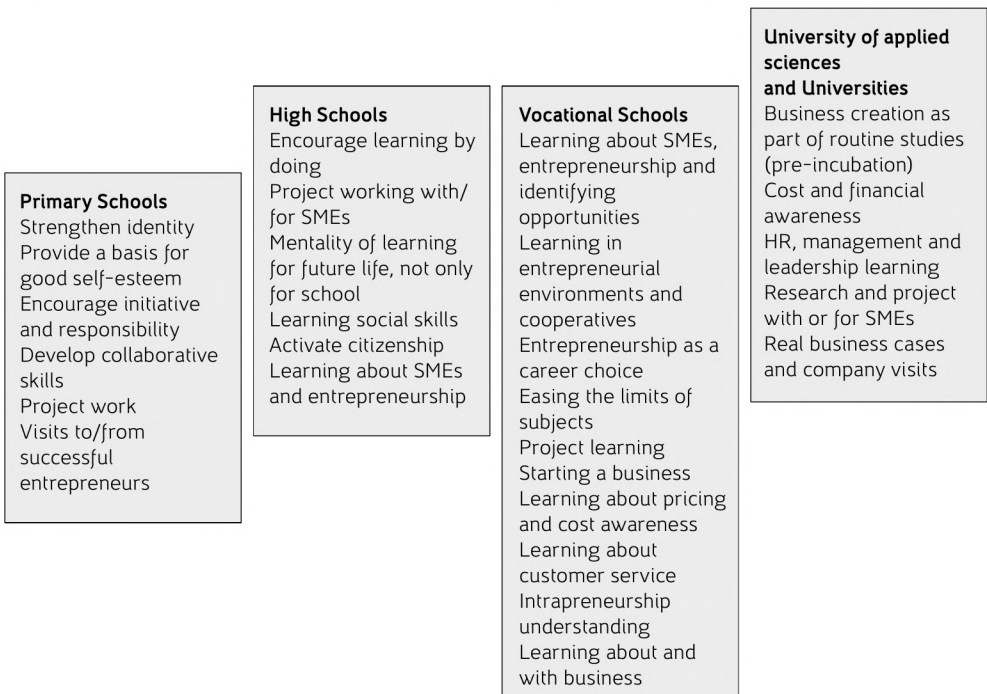 Primary Schools
Strengthen identity
Provide a basis for
good self-esteem
Encourage initiative
and responsibility
Develop collaborative
skills
Project work
Visits to/from
successful
entrepreneurs
High Schools
Encourage learning by
doing
Project working with/
for SMEs
Mentality of learning
for future life, not only
for school
Learning social skills
Activate citizenship
Learning about SMEs
and entrepreneurship
Vocational Schools
Learning about SMEs,
entrepreneurship and
identifying
opportunities
Learning in
entrepreneurial
environments and
cooperatives
Entrepreneurship as a
career choice
Easing the limits of
subjects
Project learning
Starting a business
Learning about pricing
and cost awareness
Learning about
customer service
Intrapreneurship
understanding
Learning about and
with business
University of applied
sciences
and Universities
Business creation as
part of routine studies
(pre-incubation)
Cost and financial
awareness
HR, management and
leadership learning
Research and project
with or for SMEs
Real business cases
and company visits